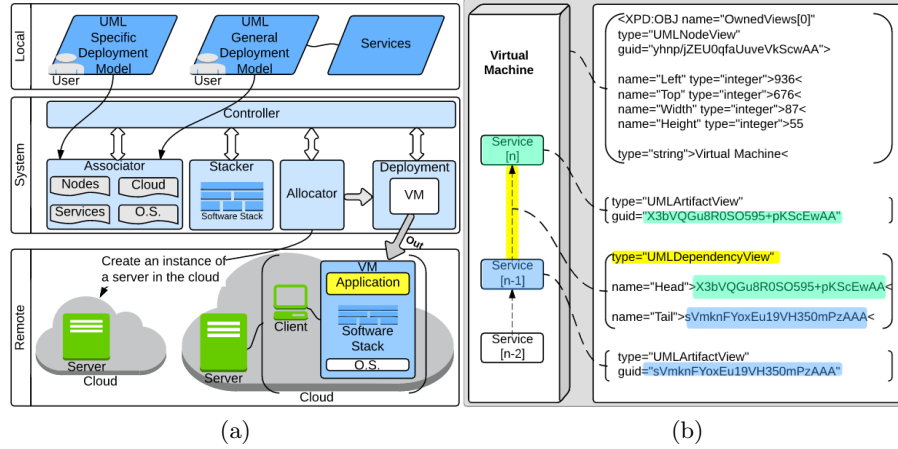 Local
UML
Specific
Deployment
Model
User
UML
General
Deployment
Model
User
Services
System
Controller
Associator
Nodes
Cloud
Services
O.S.
Stacker
Software Stack
Allocator
Deployment
VM
Out
Remote
Create an instance of
a server in the cloud
Server
Cloud
Server
Client
VM
Application
Software
Stack
O.S.
Cloud
(a)
Virtual
Machine
Service
[n]
Service
[n-1]
Service
[n-2]
<XPD:OBJ name="OwnedViews[0]"
type="UMLNodeView"
guid="yhnp/jZEU0qfaUuveVkScwAA">
name="Left" type="integer">936<
name="Top" type="integer">676<
name="Width" type="integer">87<
name="Height" type="integer">55
type="string">Virtual Machine<
type="UMLArtifactView"
guid="X3bVQGu8R0SO595+pKScEwAA"
type="UMLDependencyView"
name="Head">X3bVQGu8R0SO595+pKScEwAA<
name="Tail">sVmknFYoxEu19VH350mPzAAA<
type="UMLArtifactView"
guid="sVmknFYoxEu19VH350mPzAAA"
(b)